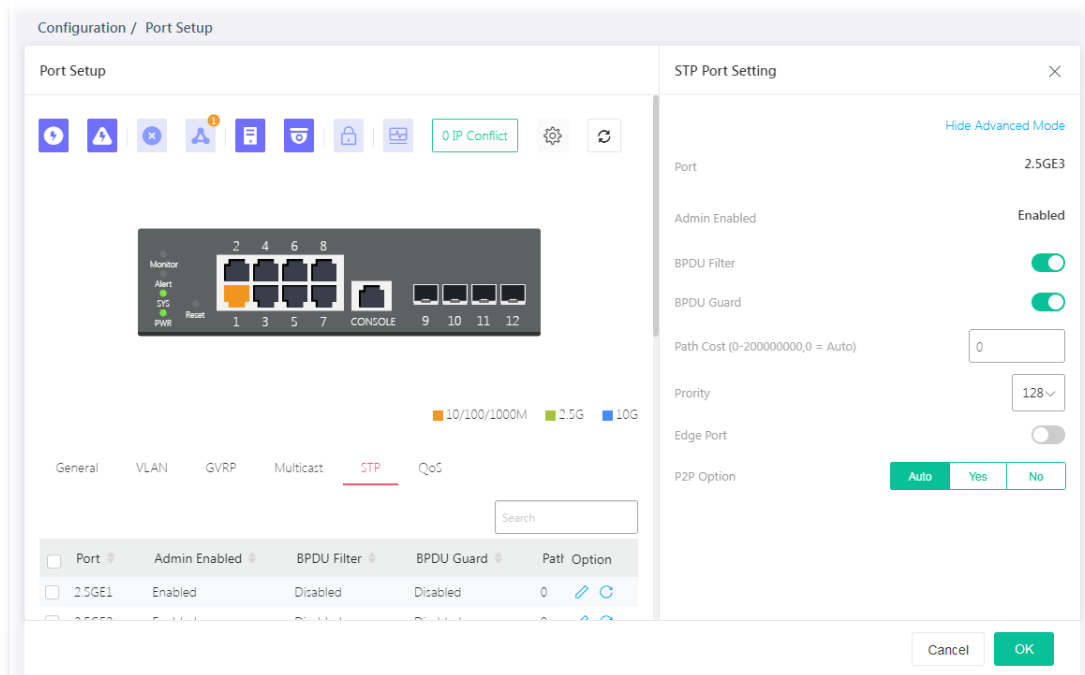 Configuration / Port Setup
Port Setup
1
0 IP Conflict
2 4 6 8
Monitor
Alert
SYS
PWR
Reset
1 3 5 7 CONSOLE 9 10 11 12
10/100/1000M 2.5G 10G
General VLAN GVRP Multicast STP QoS
Search
Port Admin Enabled BPDU Filter BPDU Guard Path Option
2.5GE1 Enabled Disabled Disabled 0
STP Port Setting
Hide Advanced Mode
Port 2.5GE3
Admin Enabled Enabled
BPDU Filter
BPDU Guard
Path Cost (0-200000000,0 = Auto) 0
Prority 128
Edge Port
P2P Option Auto Yes No
Cancel OK